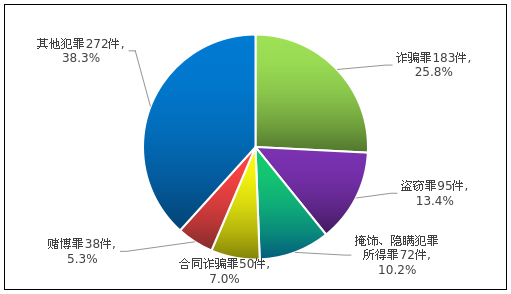 其他犯罪272件,
38.3%
诈骗罪183件,
25.8%
盗窃罪95件,
13.4%
掩饰、隐瞒犯罪
所得罪72件,
10.2%
合同诈骗罪50件,
7.0%
赌博罪38件,
5.3%